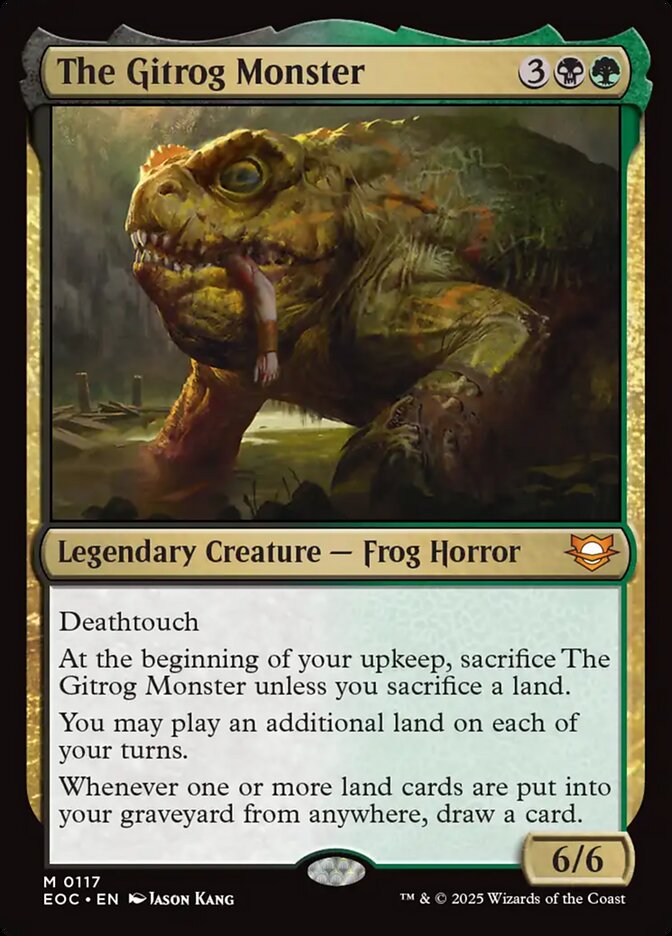 The Gitrog Monster 3
Legendary Creature — Frog Horror
Deathtouch
At the beginning of your upkeep, sacrifice The
Gitrog Monster unless you sacrifice a land.
You may play an additional land on each of
your turns.
Whenever one or more land cards are put into
your graveyard from anywhere, draw a card.
6/6
M 0117
EOC • EN Jason Kang ™ & © 2025 Wizards of the Coast